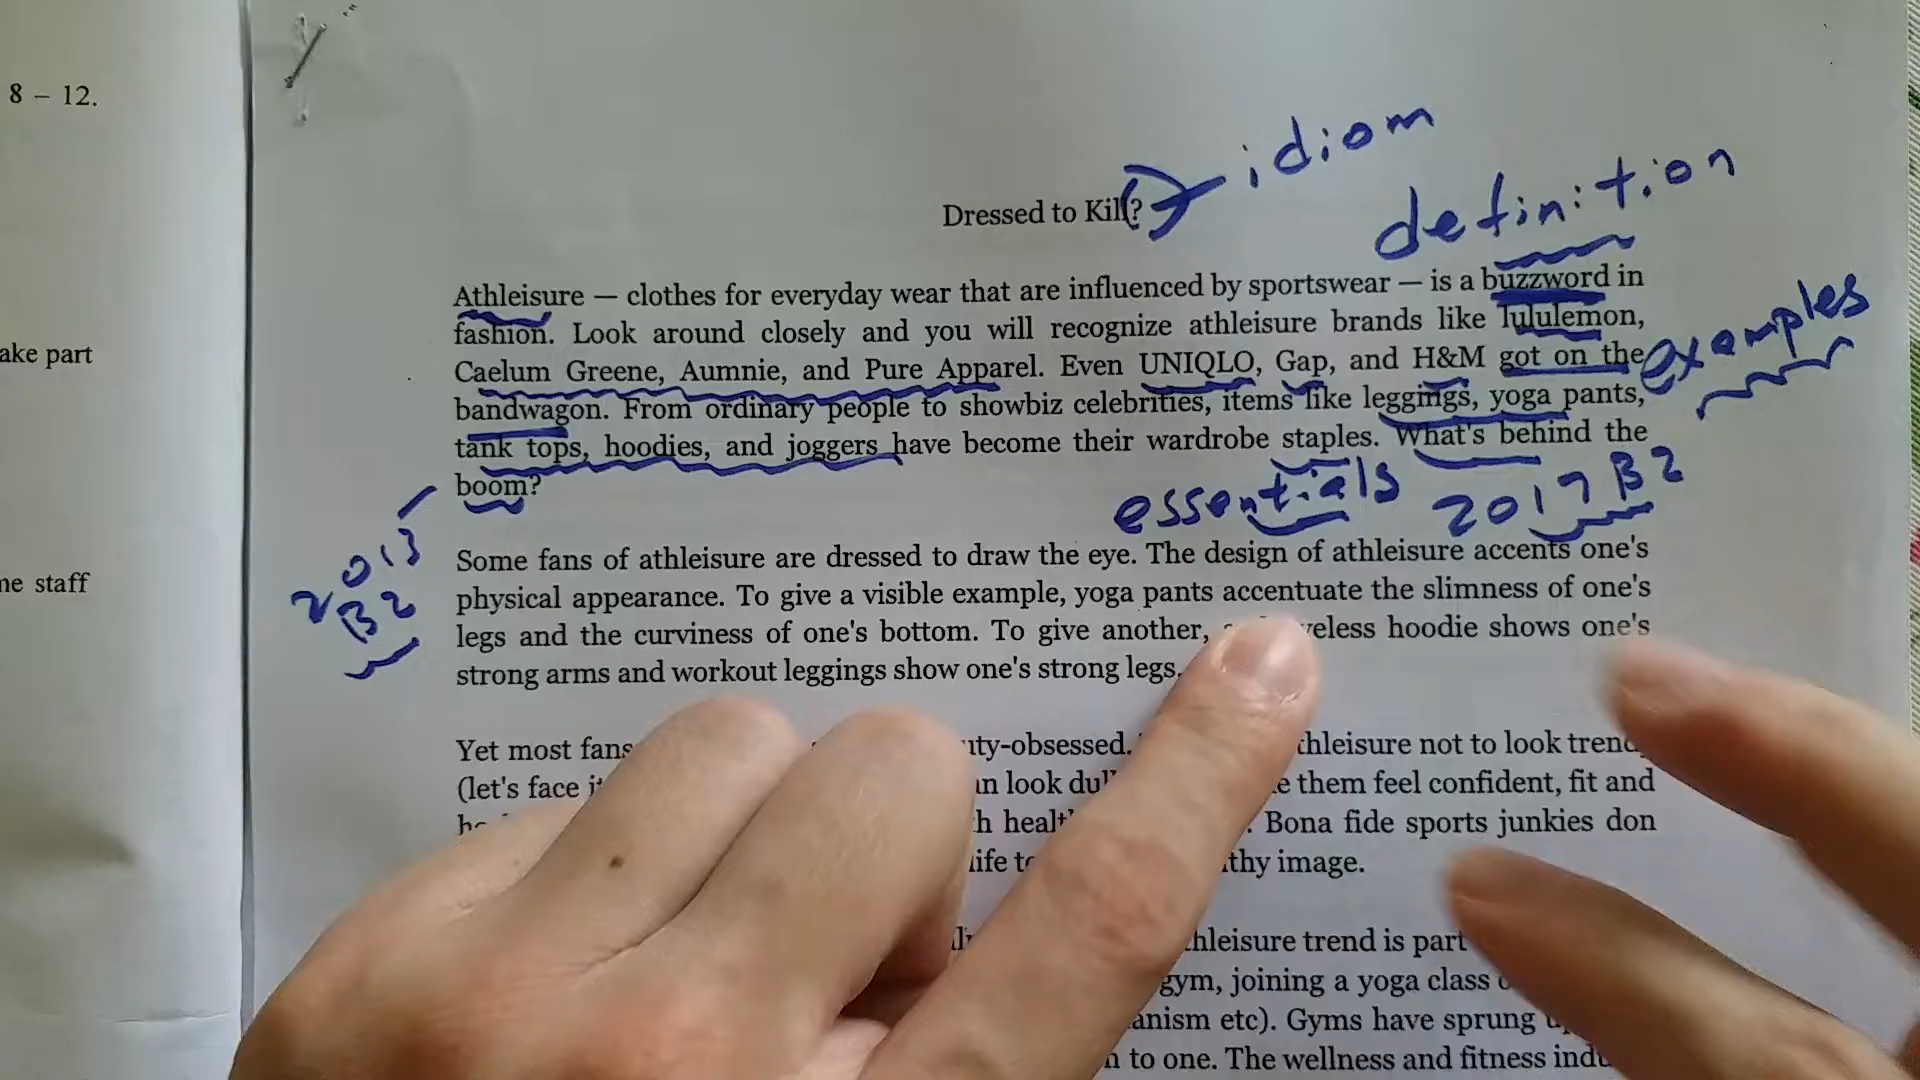 8 – 12.
ake part
ne staff
idiom
Dressed to Kill?
definition
Athleisure — clothes for everyday wear that are influenced by sportswear — is a buzzword in
fashion. Look around closely and you will recognize athleisure brands like lululemon,
Caelum Greene, Aumnie, and Pure Apparel. Even UNIQLO, Gap, and H&M got on the
examples
bandwagon. From ordinary people to showbiz celebrities, items like leggings, yoga pants,
tank tops, hoodies, and joggers have become their wardrobe staples. What's behind the
boom?
essentials
2017 B2
2013
B2
Some fans of athleisure are dressed to draw the eye. The design of athleisure accents one's
physical appearance. To give a visible example, yoga pants accentuate the slimness of one's
legs and the curviness of one's bottom. To give another, veless hoodie shows one's
strong arms and workout leggings show one's strong legs.
Yet most fans uty-obsessed. thleisure not to look trend
(let's face it an look dull e them feel confident, fit and
h healt . Bona fide sports junkies don
life to thy image.
hleisure trend is part
gym, joining a yoga class
anism etc). Gyms have sprung up
n to one. The wellness and fitness indu